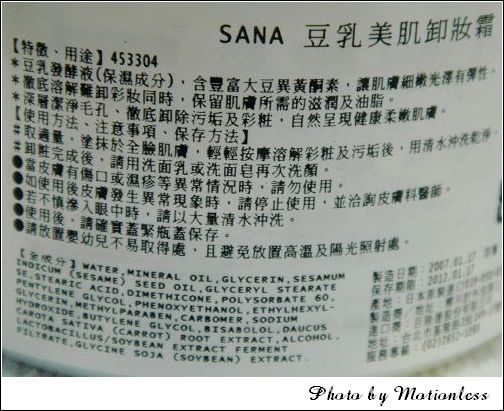 SANA 豆乳美肌卸妝霜
【特徵、用途】453304
*豆乳發酵液(保濕成分)，含豐富大豆異黃酮素，讓肌膚細緻光澤有彈性。
*徹底溶解難卸彩妝同時，保留肌膚所需的滋潤及油脂。
*深層潔淨毛孔、徹底卸除污垢及彩粧，自然呈現健康柔嫩肌膚。
【使用方法、注意事項、保存方法】
#取適量，塗抹於全臉肌膚，輕輕按摩溶解彩粧及污垢後，用清水沖洗乾淨
#卸粧完成後，請用洗面乳或洗面皂再次洗顏。
●當皮膚有傷口或濕疹等異常情況時，請勿使用。
●如使用後皮膚發生異常現象時，請停止使用，並洽詢皮膚科醫師。
●若不慎滲入眼中時，請以大量清水沖洗。
●使用後，請確實蓋緊瓶蓋保存。
●請放置嬰幼兒不易取得處，且避免放置高溫及陽光照射處。
【全成分】WATER,MINERAL OIL,GLYCERIN,SESAMUM
INDICUM (SESAME) SEED OIL,GLYCERYL STEARATE
SE,STEARIC ACID,DIMETHICONE,POLYSORBATE 60,
PENTYLENE GLYCOL,PHENOXYETHANOL,ETHYLHEXYL-
GLYCERIN,METHYLPARABEN,CARBOMER,SODIUM
HYDROXIDE,BUTYLENE GLYCOL,BISABOLOL,DAUCUS
CAROTA SATIVA (CARROT) ROOT EXTRACT,ALCOHOL,
LACTOBACILLUS/SOYBEAN EXTRACT FERMENT
FILTRATE,GLYCINE SOJA (SOYBEAN) EXTRACT.
製造日期：2007.01.17
保存期限：2012.01.17
產地：日本
製造商：
進口商：
地址：台北
服務專線：
Photo by Motionless